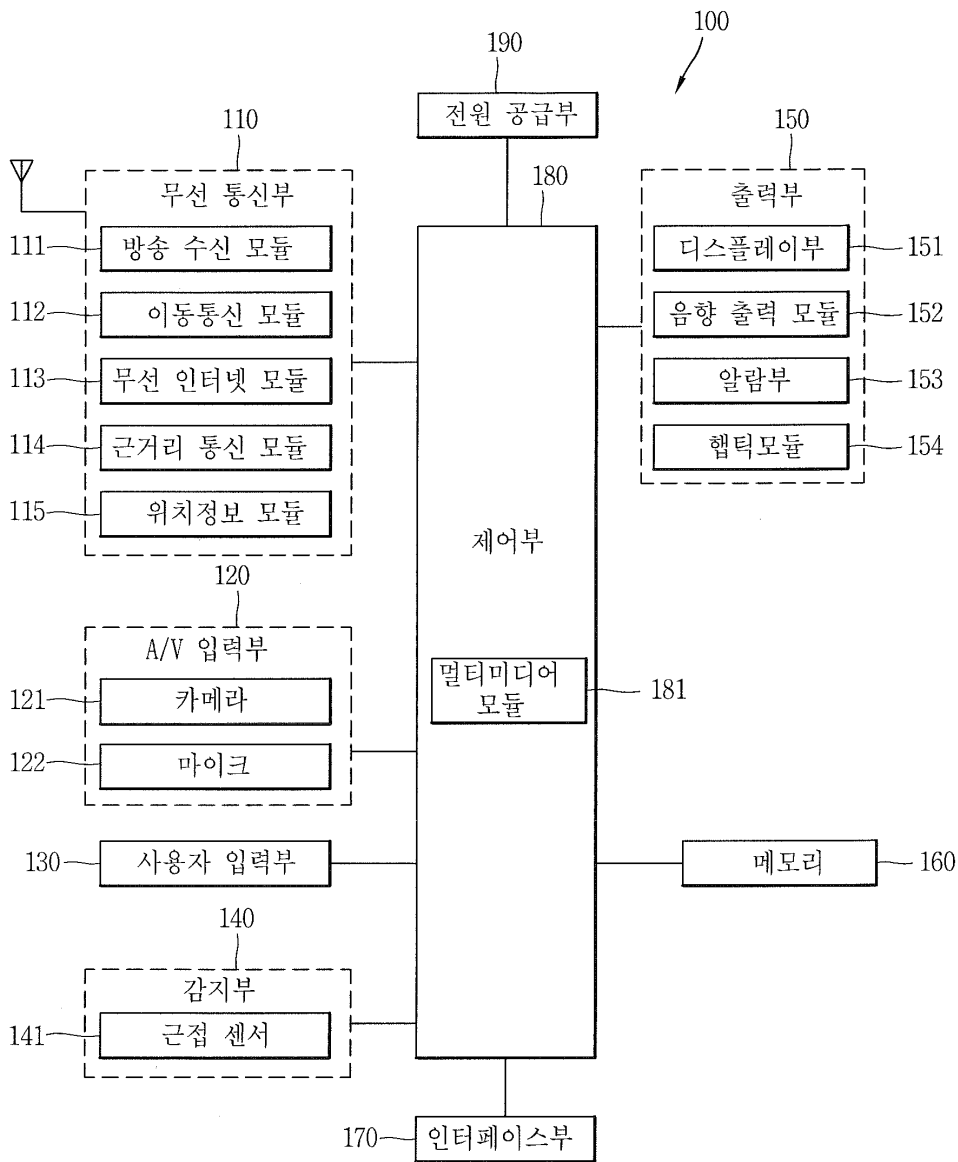 100
190
전원 공급부
110
무선 통신부
111
방송 수신 모듈
112
이동통신 모듈
113
무선 인터넷 모듈
114
근거리 통신 모듈
115
위치정보 모듈
120
A/V 입력부
121
카메라
122
마이크
130
사용자 입력부
140
감지부
141
근접 센서
180
제어부
멀티미디어
모듈
181
150
출력부
디스플레이부
151
음향 출력 모듈
152
알람부
153
햅틱모듈
154
메모리
160
170
인터페이스부